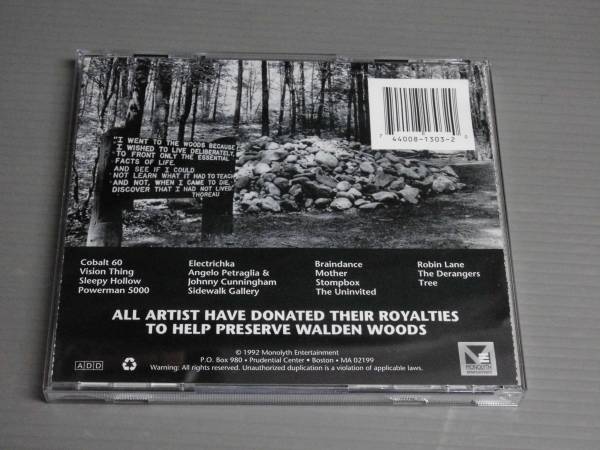 "I WENT TO THE WOODS BECAUSE
I WISHED TO LIVE DELIBERATELY,
TO FRONT ONLY THE ESSENTIAL
FACTS OF LIFE.
AND SEE IF I COULD
NOT LEARN WHAT IT HAD TO TEACH
AND NOT, WHEN I CAME TO DIE,
DISCOVER THAT I HAD NOT LIVED."
THOREAU
7 44008-1303-2 0
Cobalt 60
Vision Thing
Sleepy Hollow
Powerman 5000
Electrichka
Angelo Petraglia &
Johnny Cunningham
Sidewalk Gallery
Braindance
Mother
Stompbox
The Uninvited
Robin Lane
The Derangers
Tree
ALL ARTIST HAVE DONATED THEIR ROYALTIES
TO HELP PRESERVE WALDEN WOODS
ADD
© 1992 Monolyth Entertainment
P.O. Box 980 • Prudential Center • Boston • MA 02199
Warning: All rights reserved. Unauthorized duplication is a violation of applicable laws.
MONOLYTH
ENTERTAINMENT